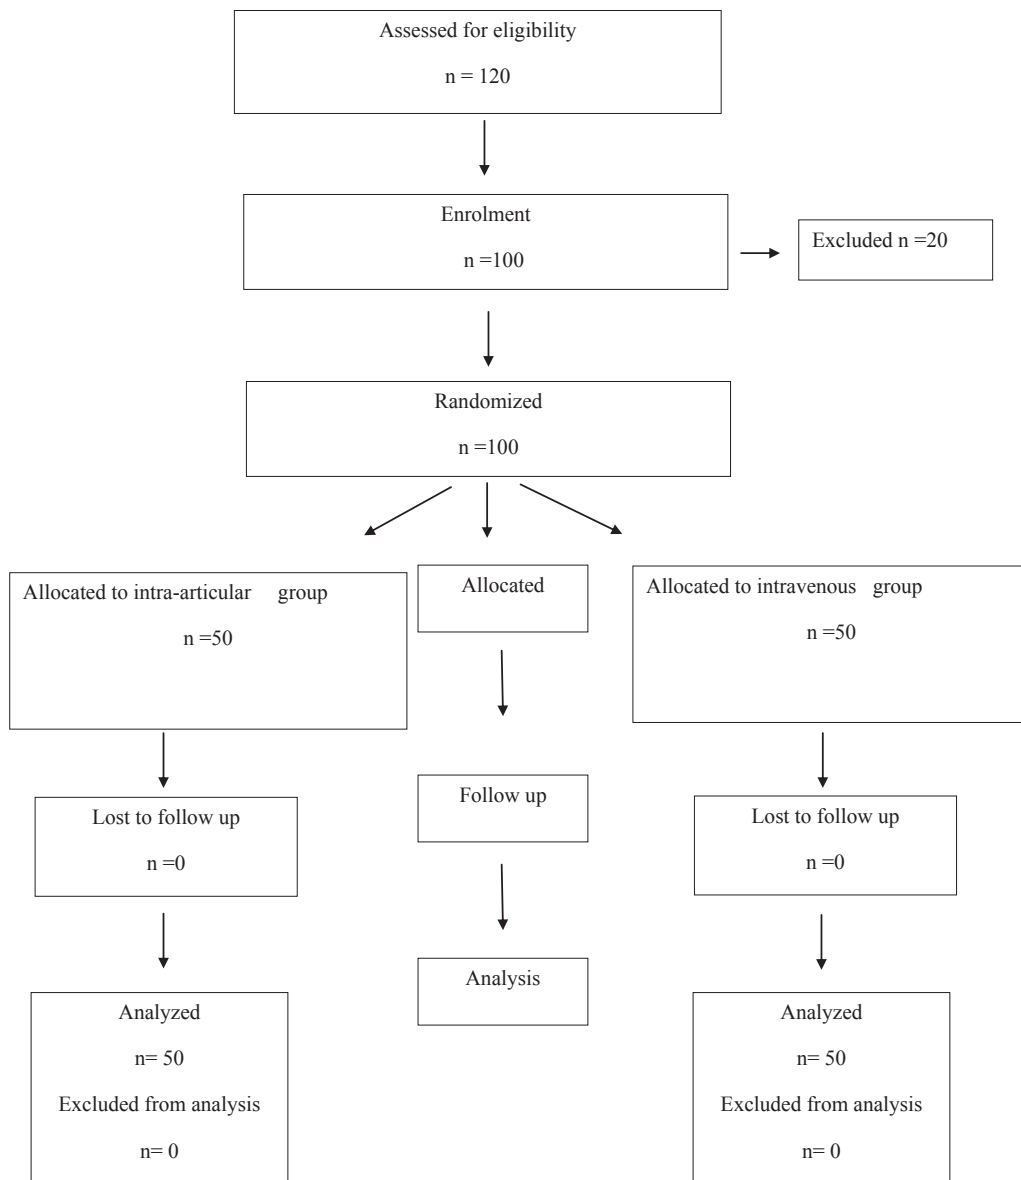 Assessed for eligibility
n = 120
Enrolment
n =100
Excluded n =20
Randomized
n =100
Allocated to intra-articular group
n =50
Allocated
Allocated to intravenous group
n =50
Lost to follow up
n =0
Follow up
Lost to follow up
n =0
Analyzed
n= 50
Excluded from analysis
n= 0
Analysis
Analyzed
n= 50
Excluded from analysis
n= 0